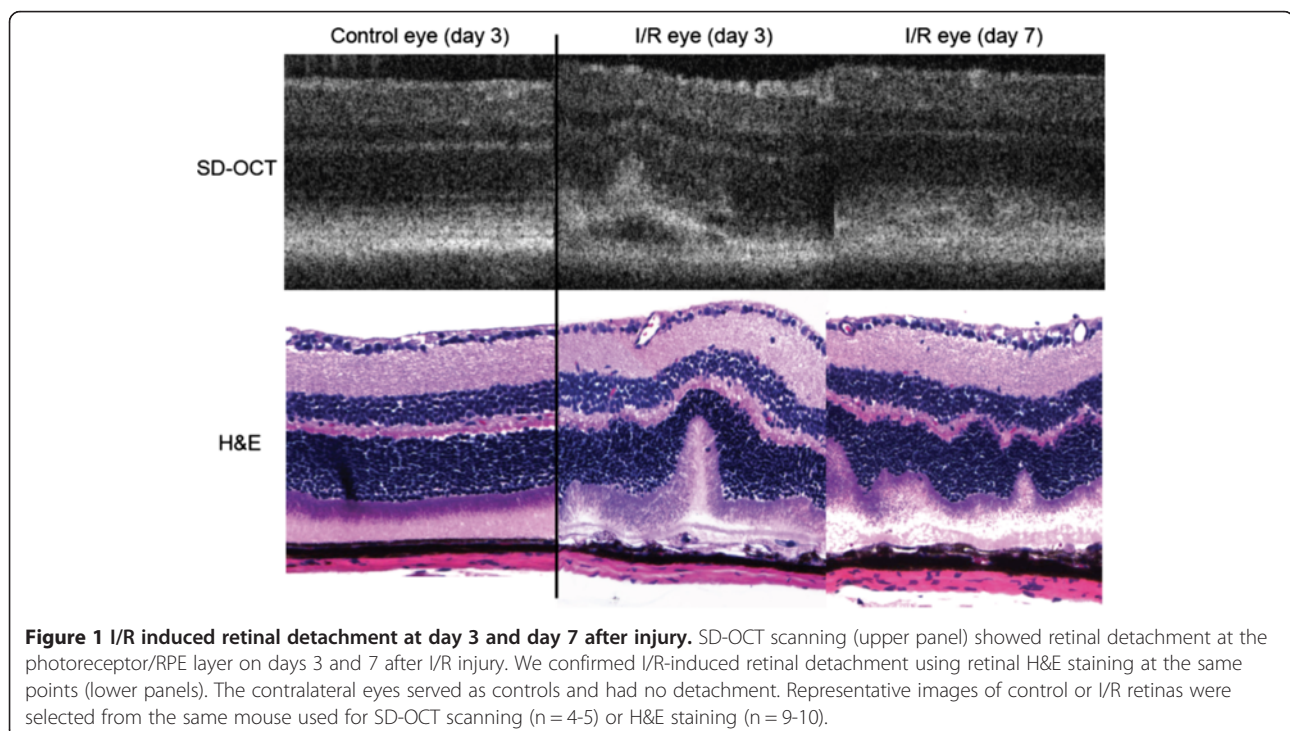 Control eye (day 3) I/R eye (day 3) I/R eye (day 7)
SD-OCT
H&E
Figure 1 I/R induced retinal detachment at day 3 and day 7 after injury. SD-OCT scanning (upper panel) showed retinal detachment at the
photoreceptor/RPE layer on days 3 and 7 after I/R injury. We confirmed I/R-induced retinal detachment using retinal H&E staining at the same
points (lower panels). The contralateral eyes served as controls and had no detachment. Representative images of control or I/R retinas were
selected from the same mouse used for SD-OCT scanning (n = 4-5) or H&E staining (n = 9-10).